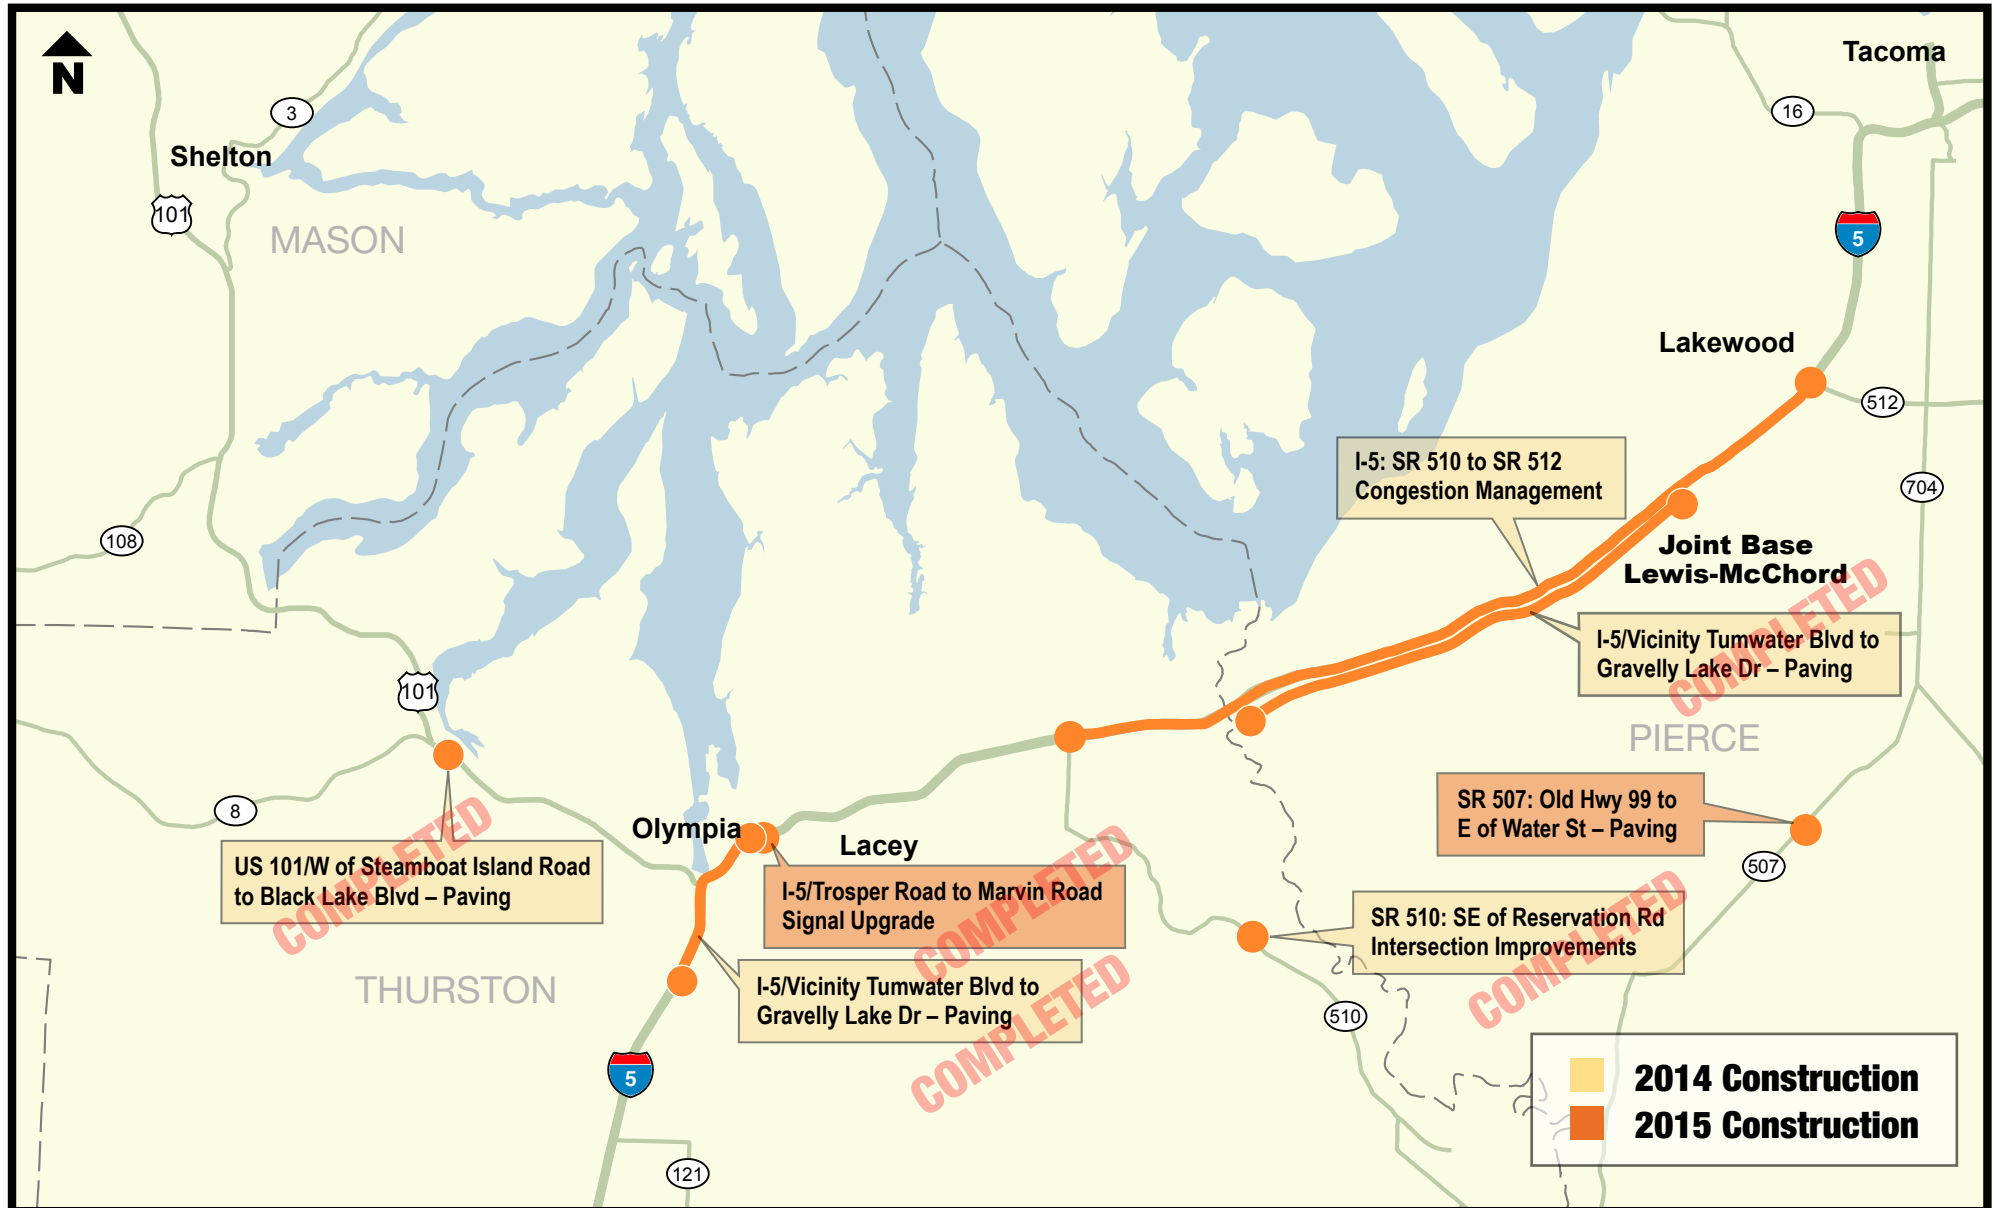 N
Tacoma
3
16
Shelton
101
MASON
5
Lakewood
512
I-5: SR 510 to SR 512
Congestion Management
704
108
Joint Base
Lewis-McChord
COMPLETED
I-5/Vicinity Tumwater Blvd to
Gravelly Lake Dr – Paving
101
PIERCE
SR 507: Old Hwy 99 to
E of Water St – Paving
8
Olympia
Lacey
507
COMPLETED
US 101/W of Steamboat Island Road
to Black Lake Blvd – Paving
COMPLETED
I-5/Trosper Road to Marvin Road
Signal Upgrade
COMPLETED
SR 510: SE of Reservation Rd
Intersection Improvements
THURSTON
I-5/Vicinity Tumwater Blvd to
Gravelly Lake Dr – Paving
COMPLETED
510
5
2014 Construction
2015 Construction
121